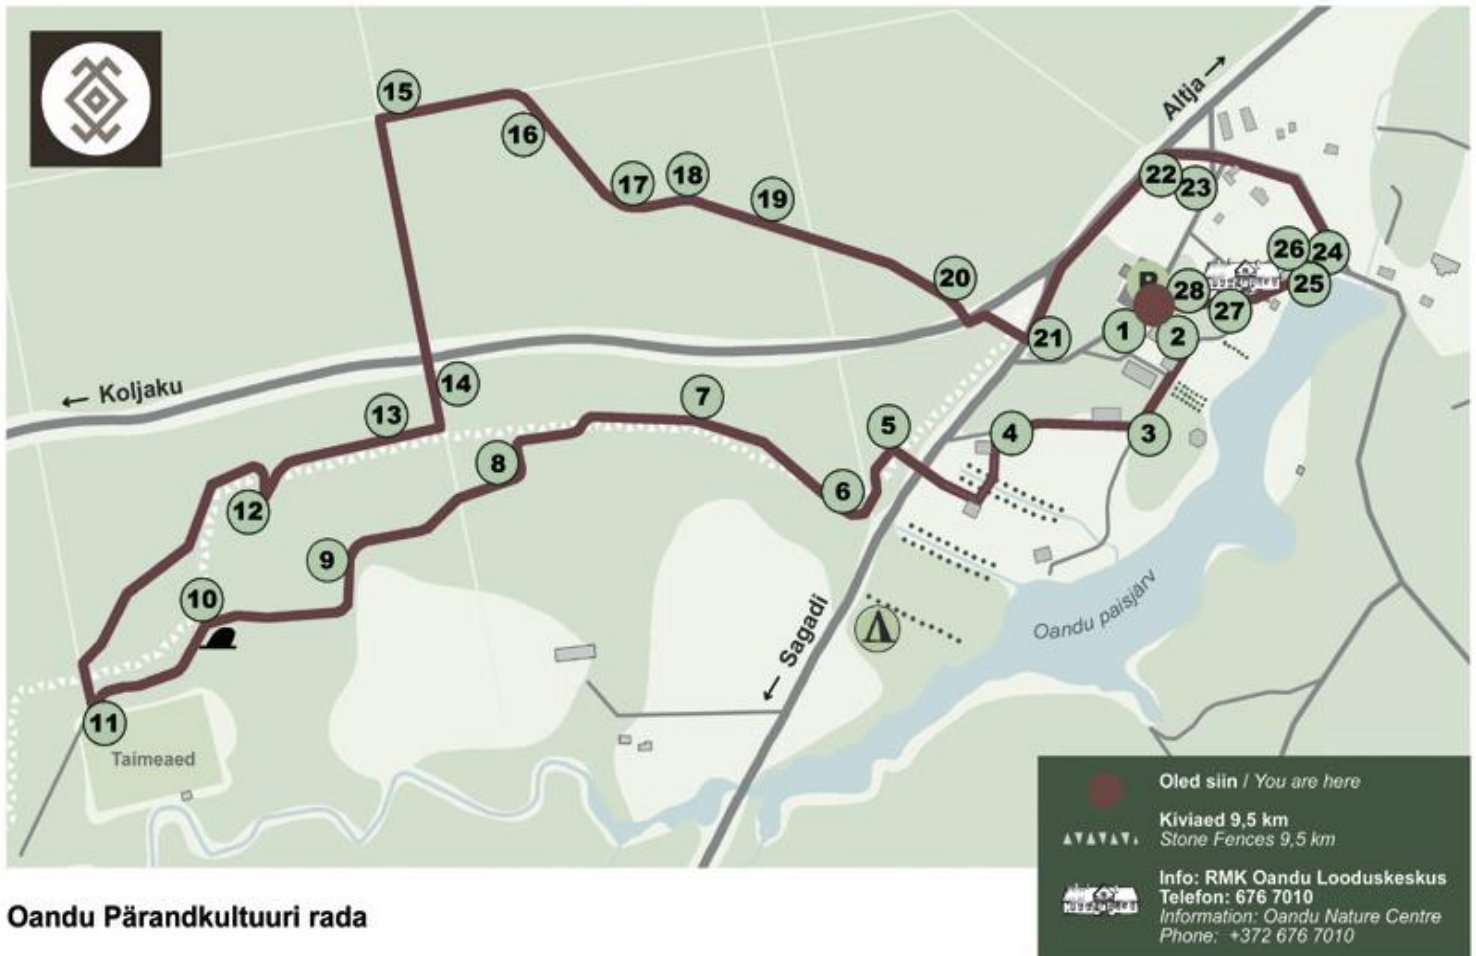 15
16
17
18
19
Altja →
22
23
26
24
25
20
P
28
27
1
2
21
← Koljaku
14
13
7
8
5
4
3
6
12
9
10
11
Taimeaed
← Sagadi
Oandu paisjärv
Oled siin / You are here
Kiviaed 9,5 km
Stone Fences 9,5 km
Info: RMK Oandu Looduskeskus
Telefon: 676 7010
Information: Oandu Nature Centre
Phone: +372 676 7010
Oandu Pärandkultuuri rada